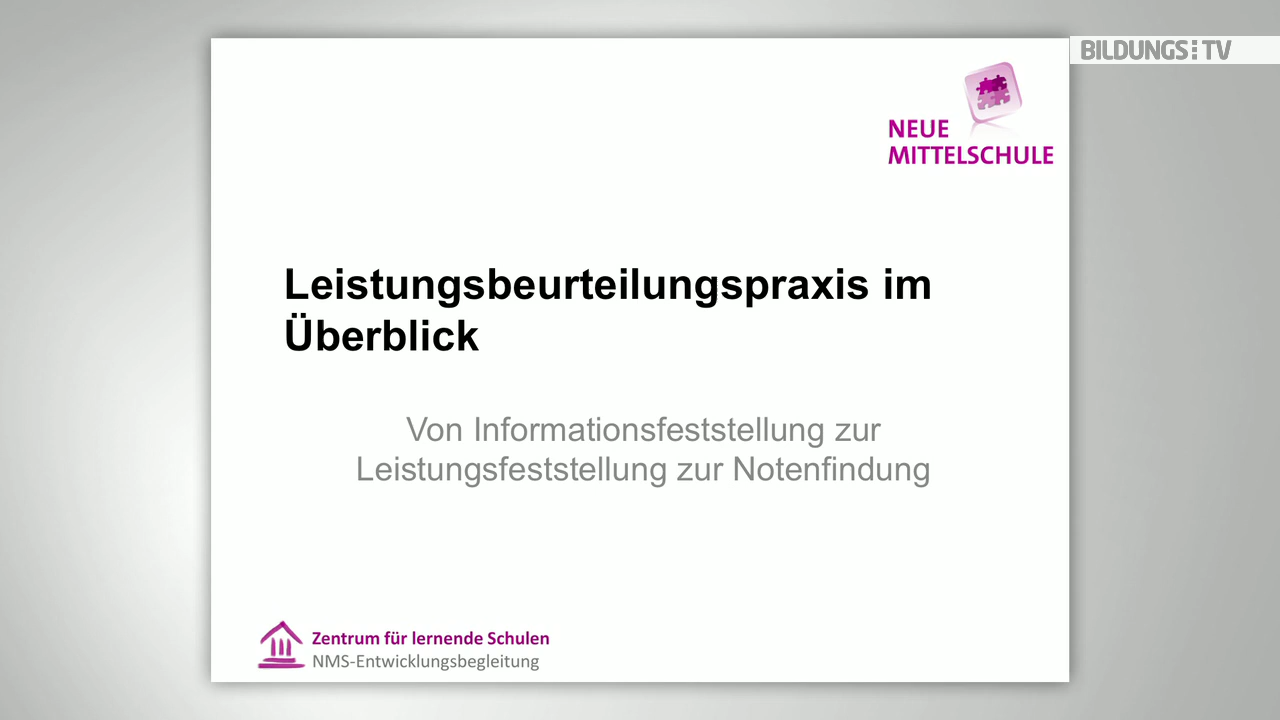 BILDUNGS:TV
NEUE
MITTELSCHULE
Leistungsbeurteilungspraxis im
Überblick
Von Informationsfeststellung zur
Leistungsfeststellung zur Notenfindung
Zentrum für lernende Schulen
NMS-Entwicklungsbegleitung